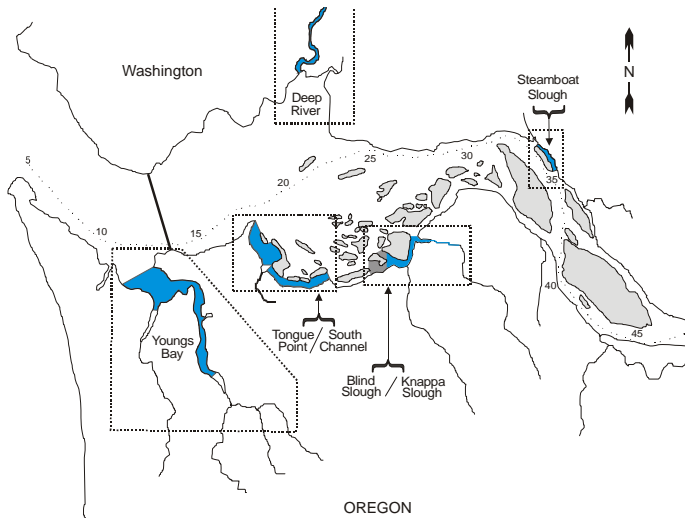 Washington
Deep
River
Steamboat
Slough
N
5
10
15
20
25
30
35
40
45
Youngs
Bay
Tongue / South
Point / Channel
Blind / Knappa
Slough / Slough
OREGON